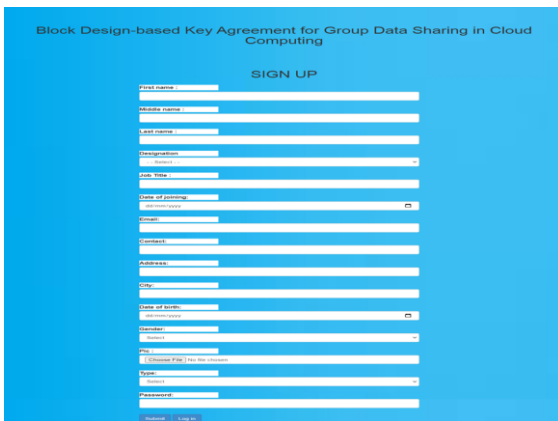 Block Design-based Key Agreement for Group Data Sharing in Cloud
Computing
SIGN UP
First name :
Middle name :
Last name :
Designation
- - Select - -
Job Title :
Date of joining:
dd/mm/yyyy
Email:
Contact:
Address:
City:
Date of birth:
dd/mm/yyyy
Gender:
Select
Pic :
Choose File No file chosen
Type:
Select
Password:
Submit Log in